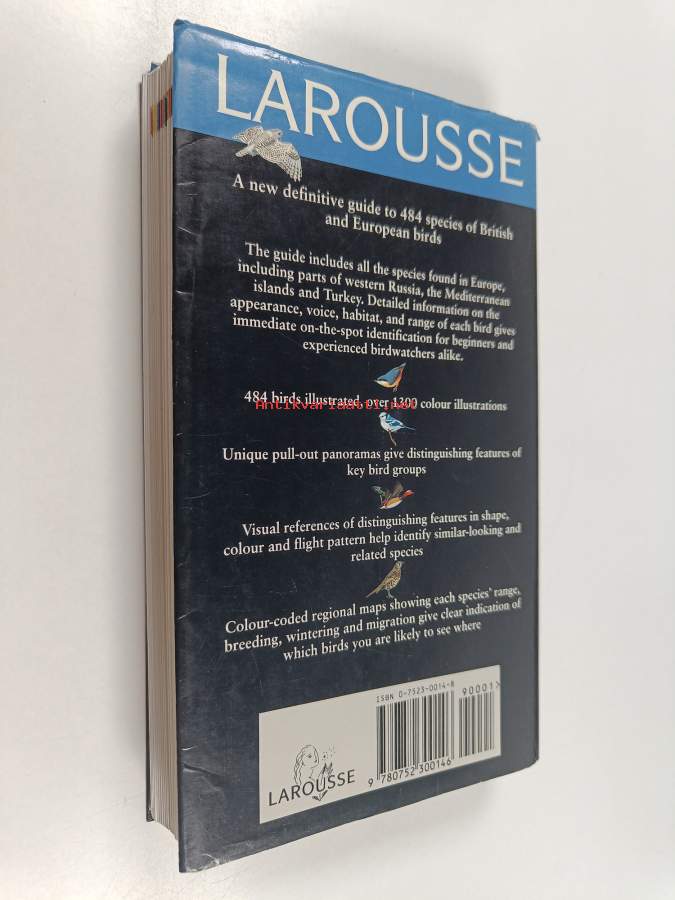 LAROUSSE
A new definitive guide to 484 species of British
and European birds
The guide includes all the species found in Europe,
including parts of western Russia, the Mediterranean
islands and Turkey. Detailed information on the
appearance, voice, habitat, and range of each bird gives
immediate on-the-spot identification for beginners and
experienced birdwatchers alike.
484 birds illustrated, over 1300 colour illustrations
Antikvariaatti.net
Unique pull-out panoramas give distinguishing features of
key bird groups
Visual references of distinguishing features in shape,
colour and flight pattern help identify similar-looking and
related species
Colour-coded regional maps showing each species' range,
breeding, wintering and migration give clear indication of
which birds you are likely to see where
ISBN 0-7523-0014-8
90001>
9 780752 300146
LAROUSSE